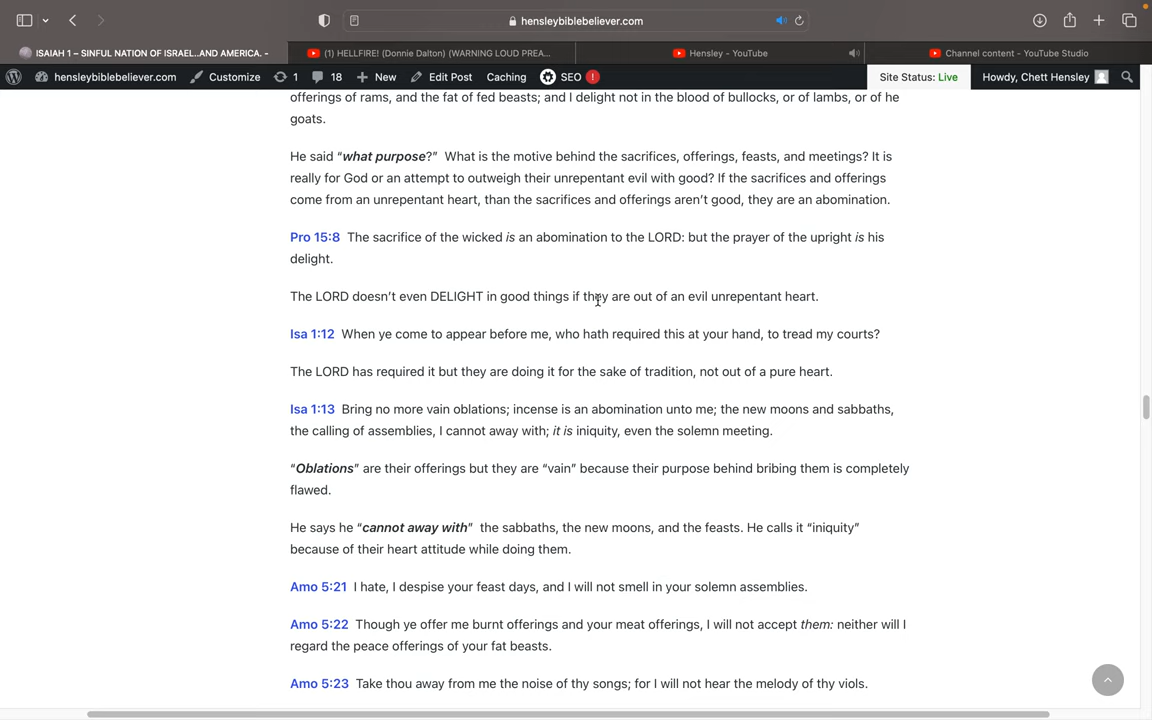 hensleybiblebeliever.com
ISAIAH 1 – SINFUL NATION OF ISRAEL..AND AMERICA. -
(1) HELLFIRE! (Donnie Dalton) (WARNING LOUD PREA...
Hensley - YouTube
Channel content - YouTube Studio
hensleybiblebeliever.com Customize 1 18 New Edit Post Caching SEO ! Site Status: Live Howdy, Chett Hensley
offerings of rams, and the fat of fed beasts; and I delight not in the blood of bullocks, or of lambs, or of he
goats.
He said “what purpose?” What is the motive behind the sacrifices, offerings, feasts, and meetings? It is
really for God or an attempt to outweigh their unrepentant evil with good? If the sacrifices and offerings
come from an unrepentant heart, than the sacrifices and offerings aren’t good, they are an abomination.
Pro 15:8 The sacrifice of the wicked is an abomination to the LORD: but the prayer of the upright is his
delight.
The LORD doesn’t even DELIGHT in good things if they are out of an evil unrepentant heart.
Isa 1:12 When ye come to appear before me, who hath required this at your hand, to tread my courts?
The LORD has required it but they are doing it for the sake of tradition, not out of a pure heart.
Isa 1:13 Bring no more vain oblations; incense is an abomination unto me; the new moons and sabbaths,
the calling of assemblies, I cannot away with; it is iniquity, even the solemn meeting.
“Oblations” are their offerings but they are “vain” because their purpose behind bribing them is completely
flawed.
He says he “cannot away with” the sabbaths, the new moons, and the feasts. He calls it “iniquity”
because of their heart attitude while doing them.
Amo 5:21 I hate, I despise your feast days, and I will not smell in your solemn assemblies.
Amo 5:22 Though ye offer me burnt offerings and your meat offerings, I will not accept them: neither will I
regard the peace offerings of your fat beasts.
Amo 5:23 Take thou away from me the noise of thy songs; for I will not hear the melody of thy viols.